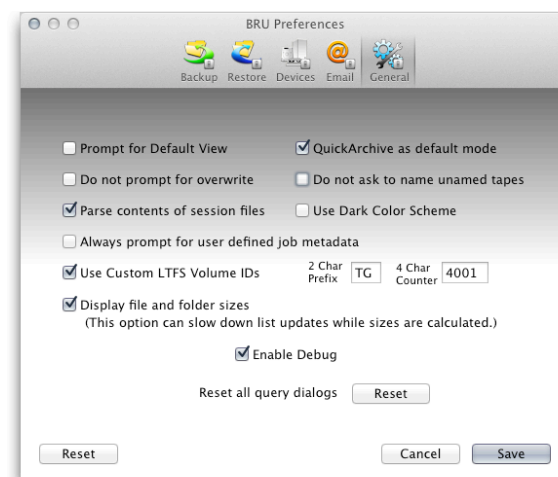 BRU Preferences
Backup Restore Devices Email General
Prompt for Default View
QuickArchive as default mode
Do not prompt for overwrite
Do not ask to name unamed tapes
Parse contents of session files
Use Dark Color Scheme
Always prompt for user defined job metadata
Use Custom LTFS Volume IDs
2 Char Prefix
TG
4 Char Counter
4001
Display file and folder sizes
(This option can slow down list updates while sizes are calculated.)
Enable Debug
Reset all query dialogs
Reset
Reset
Cancel
Save